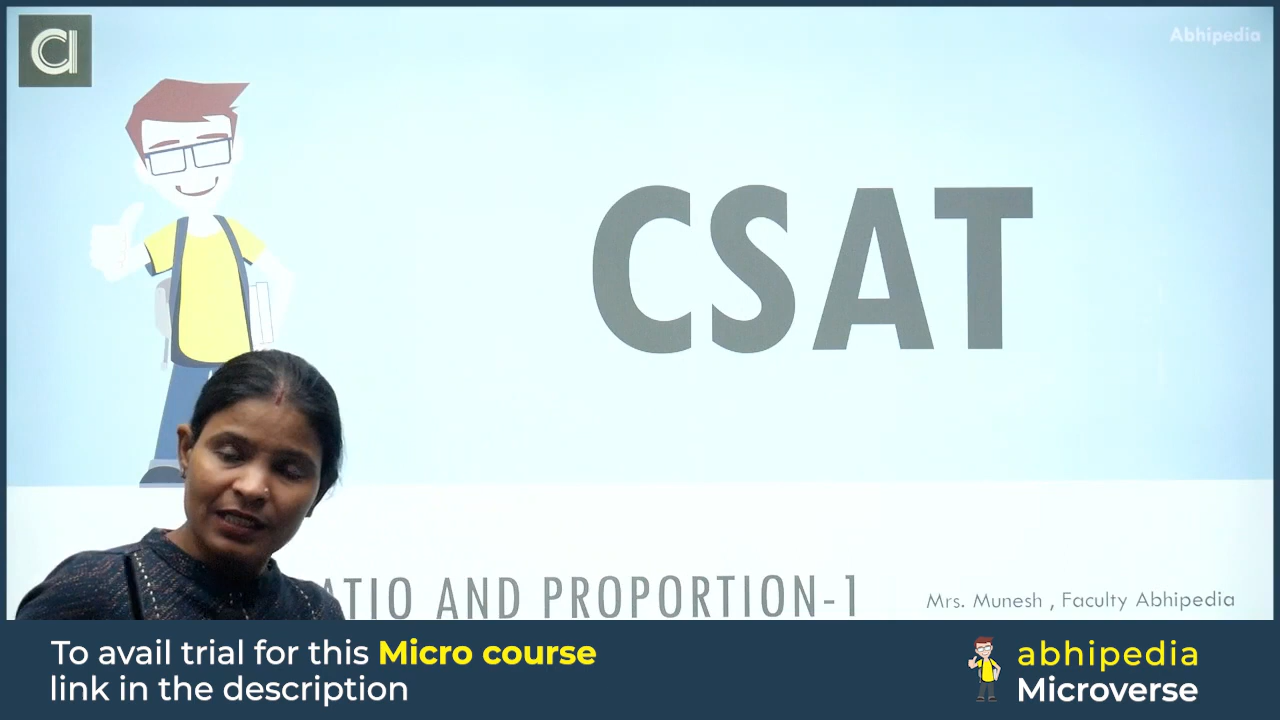 Abhipedia
CSAT
ATIO AND PROPORTION-1
Mrs. Munesh , Faculty Abhipedia
To avail trial for this Micro course
link in the description
abhipedia
Microverse